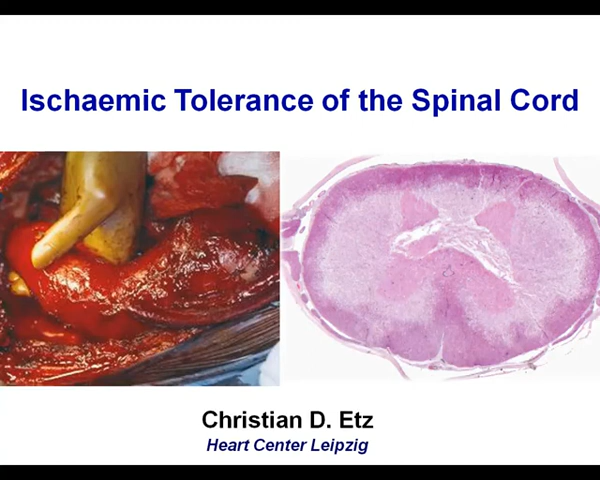 Ischaemic Tolerance of the Spinal Cord
Christian D. Etz
Heart Center Leipzig